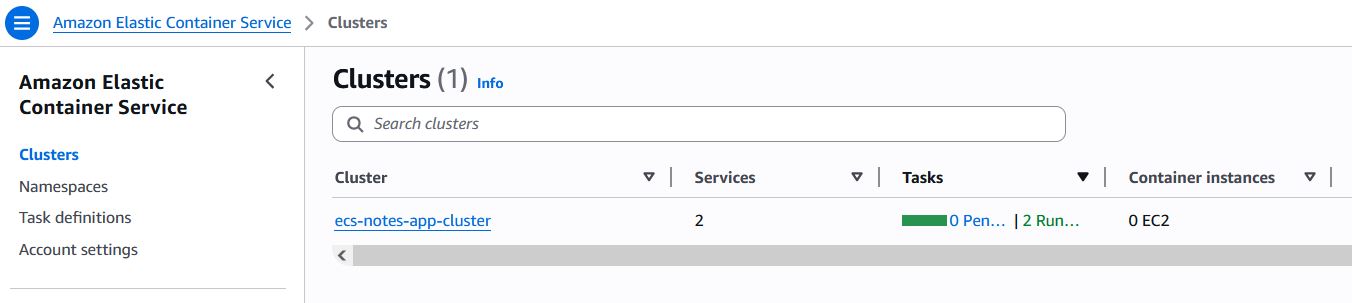 Amazon Elastic Container Service > Clusters
Amazon Elastic
Container Service
Clusters
Namespaces
Task definitions
Account settings
Clusters (1) Info
Search clusters
Cluster Services Tasks Container instances
ecs-notes-app-cluster 2 0 Pen... | 2 Run... 0 EC2